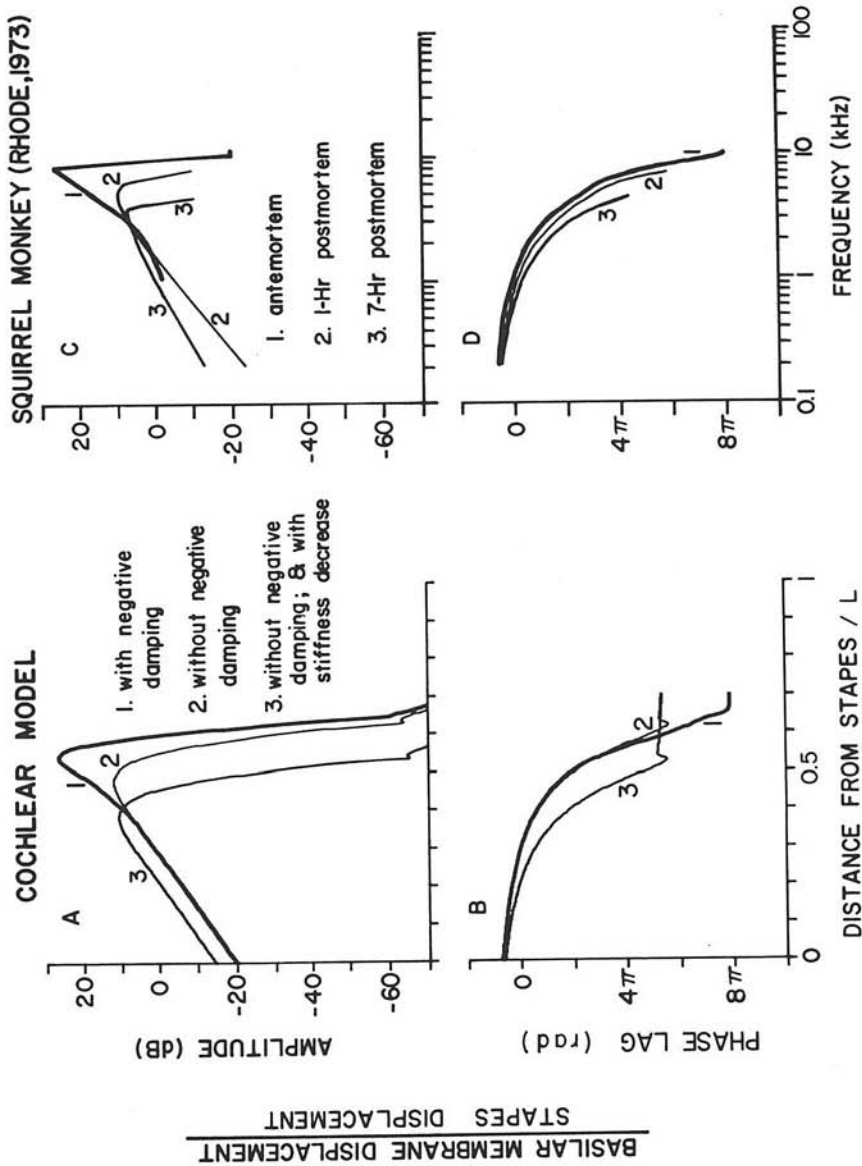 COCHLEAR MODEL
SQUIRREL MONKEY (RHODE, 1973)
BASILAR MEMBRANE DISPLACEMENT
STAPES DISPLACEMENT
AMPLITUDE (dB)
20
0
-20
-40
-60
A
1
2
3
1. with negative
damping
2. without negative
damping
3. without negative
damping; & with
stiffness decrease
C
20
0
-20
-40
-60
1
2
3
3
2
1. antemortem
2. 1-Hr postmortem
3. 7-Hr postmortem
PHASE LAG (rad)
0
4π
8π
B
3
2
1
0
0.5
1
DISTANCE FROM STAPES / L
D
0
4π
8π
1
2
3
0.1
1
10
100
FREQUENCY (kHz)